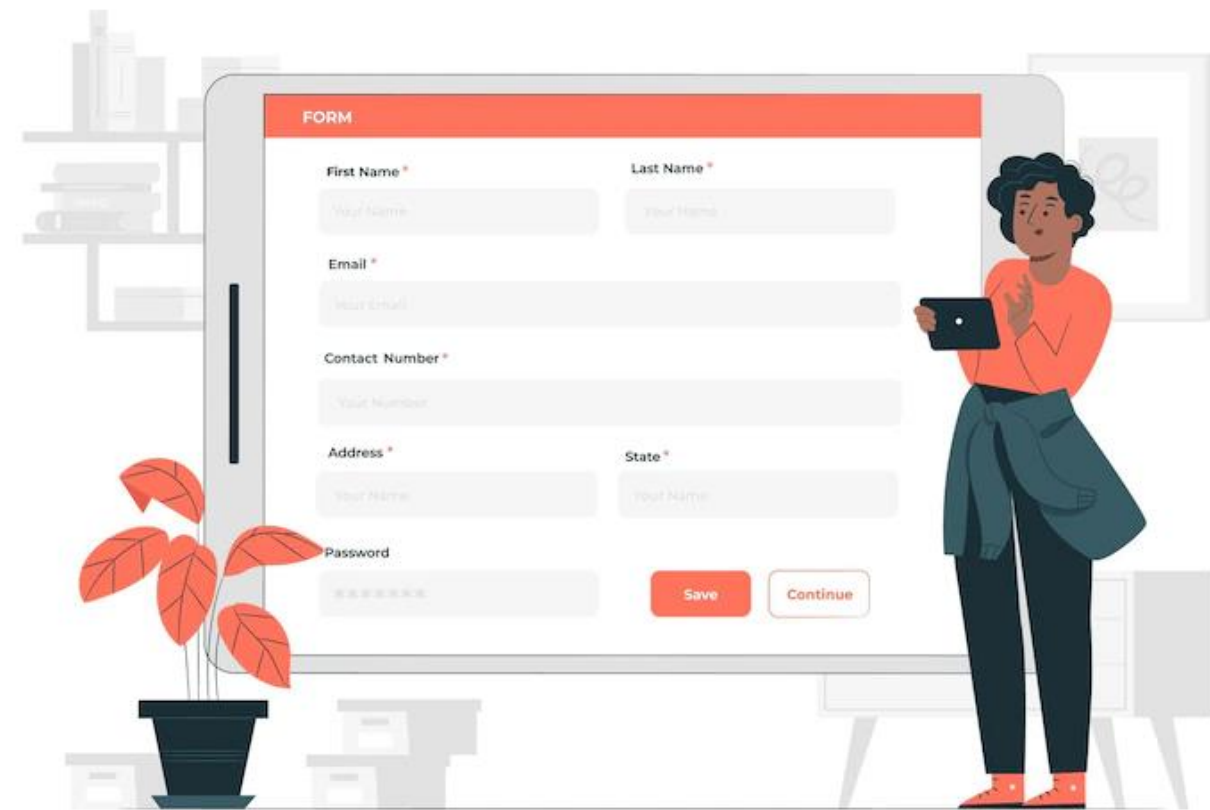 FORM
First Name * Last Name *
Your Name Your Name
Email *
Your Email
Contact Number *
Your Number
Address * State *
Your Name Your Name
Password
*******
Save Continue